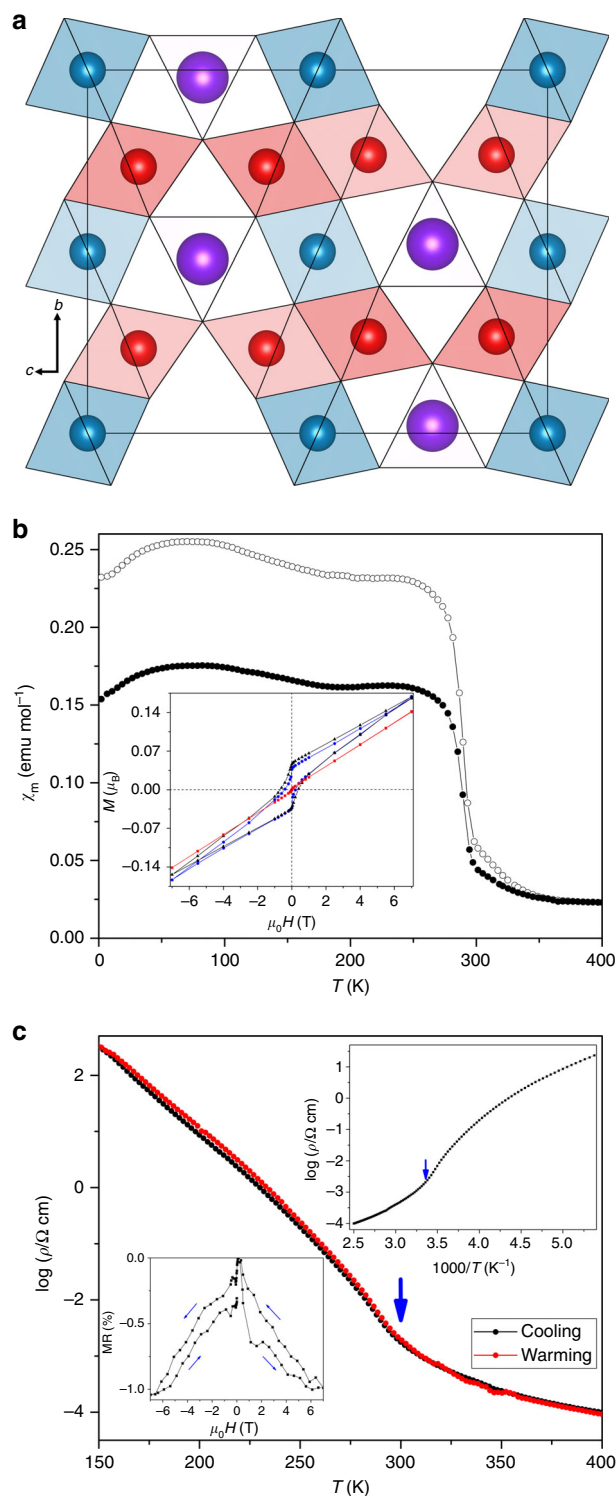 a
b
c
b
0.25
0.20
0.15
0.10
0.05
0.00
χm (emu mol−1)
0.14
0.07
0.00
−0.07
−0.14
M (μB)
−6 −4 −2 0 2 4 6
μ0H (T)
0 100 200 300 400
T (K)
c
2
0
−2
−4
log (ρ/Ω cm)
1
0
−1
−2
−3
−4
log (ρ/Ω cm)
2.5 3.0 3.5 4.0 4.5 5.0
1000/T (K−1)
0.0
−0.5
−1.0
MR (%)
−6 −4 −2 0 2 4 6
μ0H (T)
Cooling
Warming
150 200 250 300 350 400
T (K)